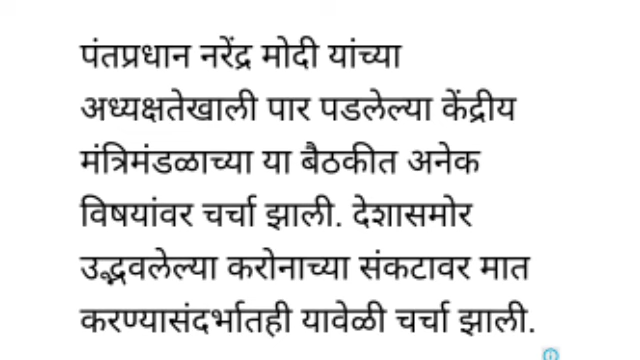 पंतप्रधान नरेंद्र मोदी यांच्या
अध्यक्षतेखाली पार पडलेल्या केंद्रीय
मंत्रिमंडळाच्या या बैठकीत अनेक
विषयांवर चर्चा झाली. देशासमोर
उद्भवलेल्या करोनाच्या संकटावर मात
करण्यासंदर्भातही यावेळी चर्चा झाली.